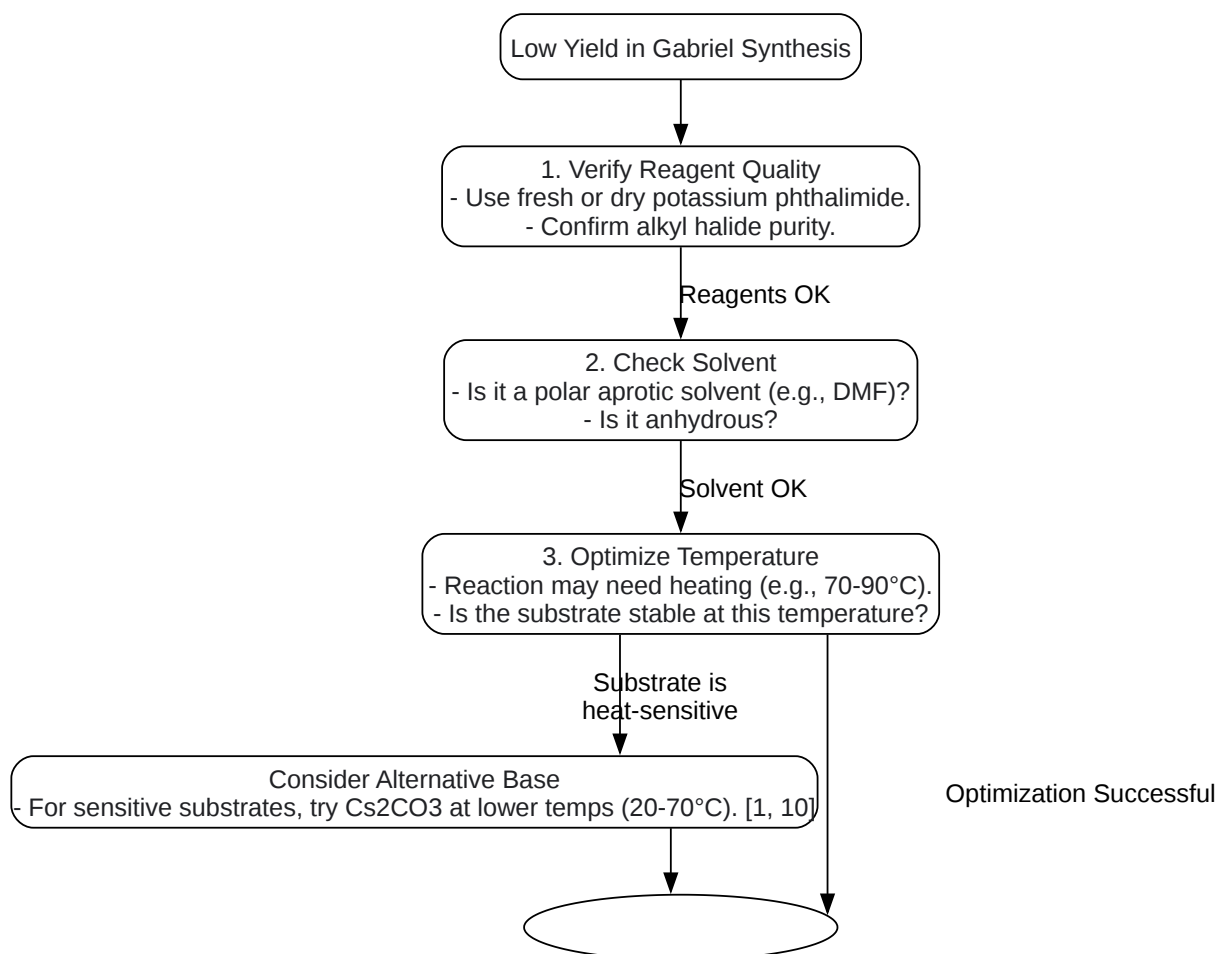 Low Yield in Gabriel Synthesis
1. Verify Reagent Quality
- Use fresh or dry potassium phthalimide.
- Confirm alkyl halide purity.
Reagents OK
2. Check Solvent
- Is it a polar aprotic solvent (e.g., DMF)?
- Is it anhydrous?
Solvent OK
3. Optimize Temperature
- Reaction may need heating (e.g., 70-90°C).
- Is the substrate stable at this temperature?
Substrate is
heat-sensitive
Consider Alternative Base
- For sensitive substrates, try Cs2CO3 at lower temps (20-70°C). [1, 10]
Optimization Successful